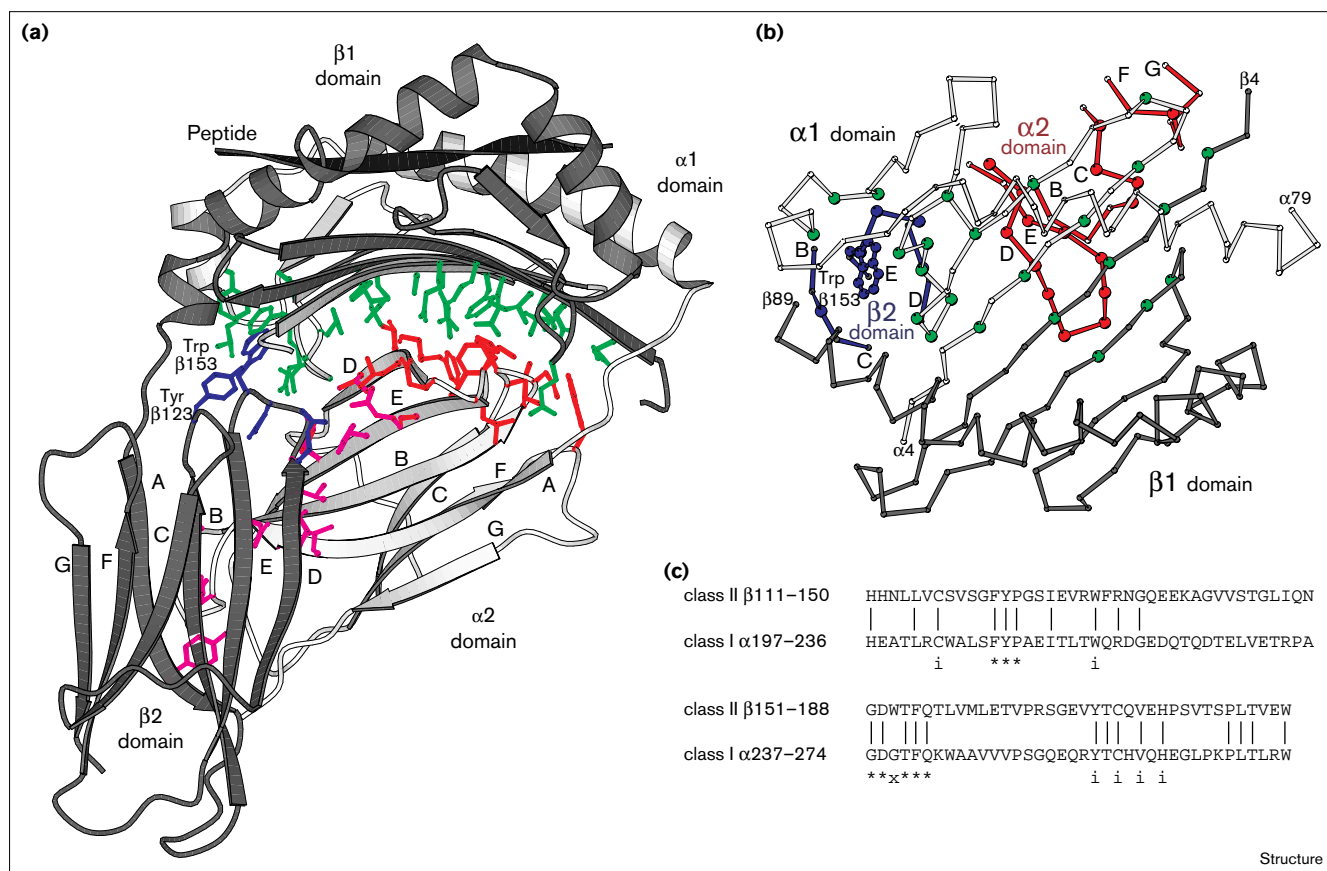 (a)
β1
domain
Peptide
α1
domain
Trp
β153
Tyr
β123
D
E
B
F
A
C
G
A
B
C
G F E D
α2
domain
β2
domain
(b)
G
F
β4
α1 domain
α2
domain
C
B
α79
E
D
B
E
Trp
β153
β89
D
β2
domain
C
α4
β1 domain
(c)
class II β111–150 HHNLLVCSVSGFYPGSIEVRWFRNGQEEKAGVVSTGLIQN
class I α197–236 HEATLRCWALSFYPAEITLTWQRDGEDQTQDTELVETRPA
i *** i
class II β151–188 GDWTFQTLVMLETVPRSGEVYTCQVEHPSVTSPLTVEW
class I α237–274 GDGTFQKWAAVVVPSGQEQRYTCHVQHEGLPKPLTLRW
**x*** i i i i
Structure